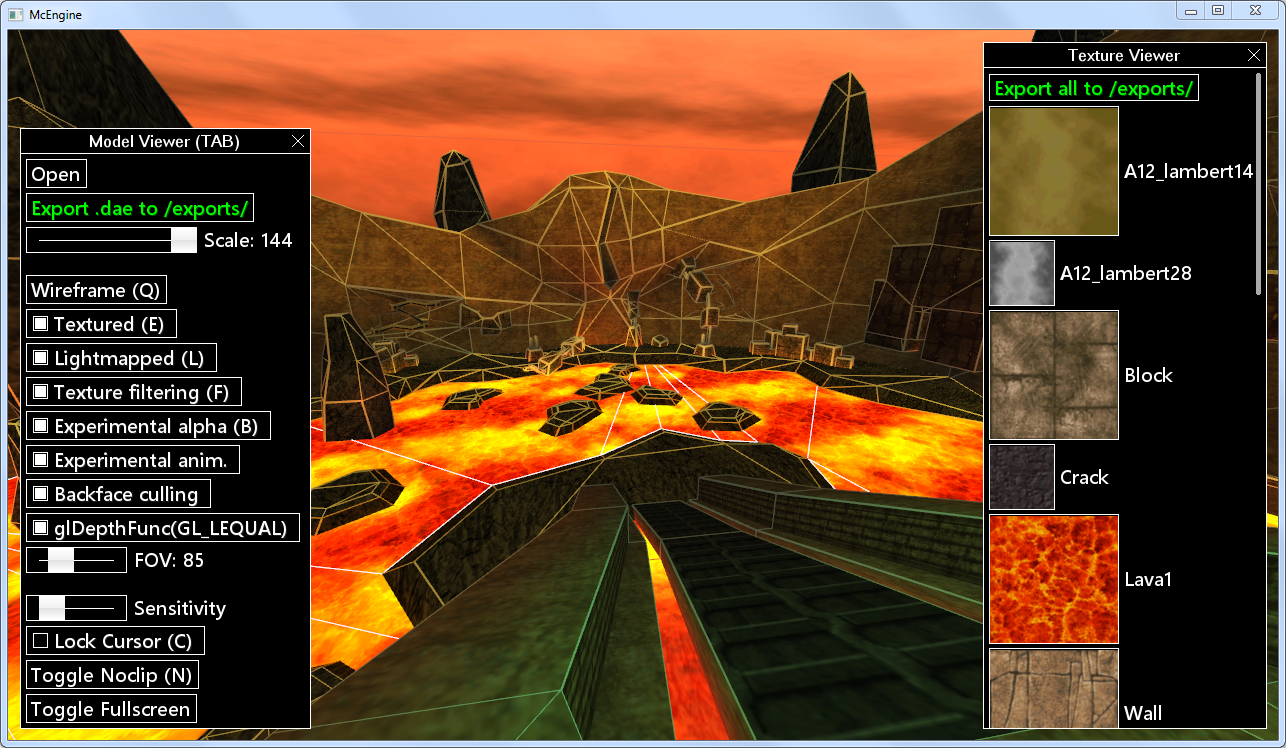 McEngine
Model Viewer (TAB)
Open
Export .dae to /exports/
Scale: 144
Wireframe (Q)
Textured (E)
Lightmapped (L)
Texture filtering (F)
Experimental alpha (B)
Experimental anim.
Backface culling
glDepthFunc(GL_LEQUAL)
FOV: 85
Sensitivity
Lock Cursor (C)
Toggle Noclip (N)
Toggle Fullscreen
Texture Viewer
Export all to /exports/
A12_lambert14
A12_lambert28
Block
Crack
Lava1
Wall